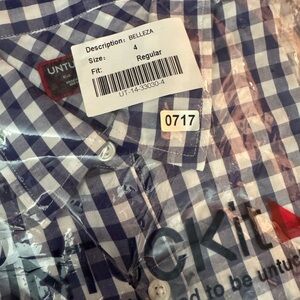 Description: BELLEZA
Size: 4
Fit: Regular
UT-14-33030-4
0717
UNTU
ckit
d to be untuc